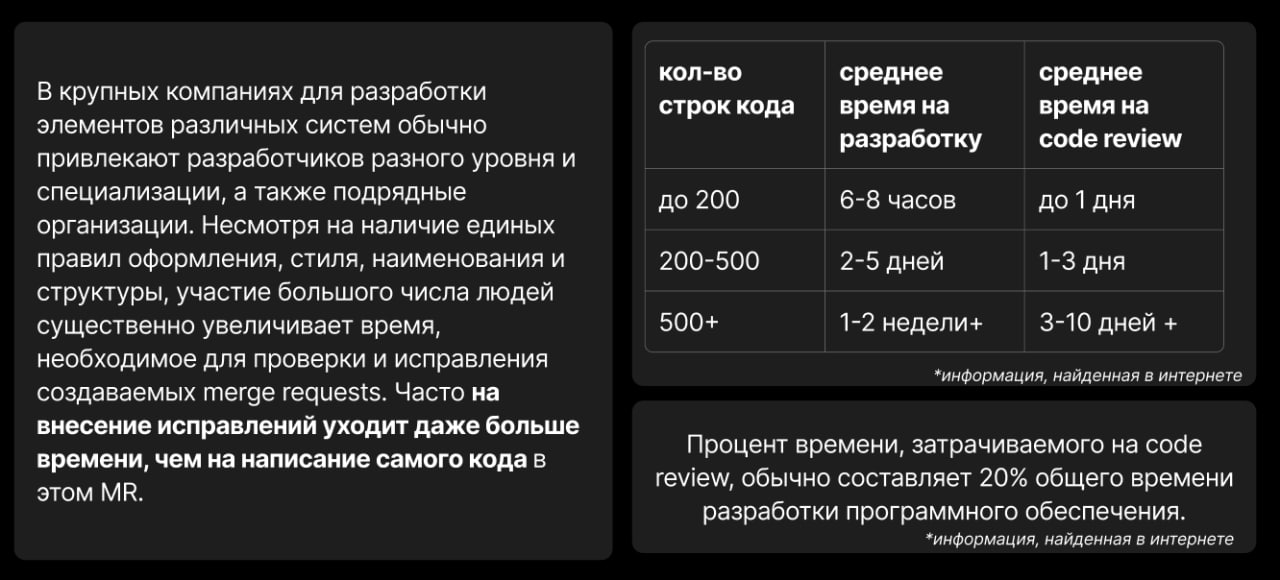 В крупных компаниях для разработки
элементов различных систем обычно
привлекают разработчиков разного уровня и
специализации, а также подрядные
организации. Несмотря на наличие единых
правил оформления, стиля, наименования и
структуры, участие большого числа людей
существенно увеличивает время,
необходимое для проверки и исправления
создаваемых merge requests. Часто на
внесение исправлений уходит даже больше
времени, чем на написание самого кода в
этом MR.
кол-во
строк кода
среднее
время на
разработку
среднее
время на
code review
до 200
6-8 часов
до 1 дня
200-500
2-5 дней
1-3 дня
500+
1-2 недели+
3-10 дней +
*информация, найденная в интернете
Процент времени, затрачиваемого на code
review, обычно составляет 20% общего времени
разработки программного обеспечения.
*информация, найденная в интернете